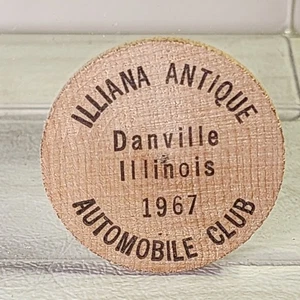 ILLIANA ANTIQUE
Danville
Illinois
1967
AUTOMOBILE CLUB